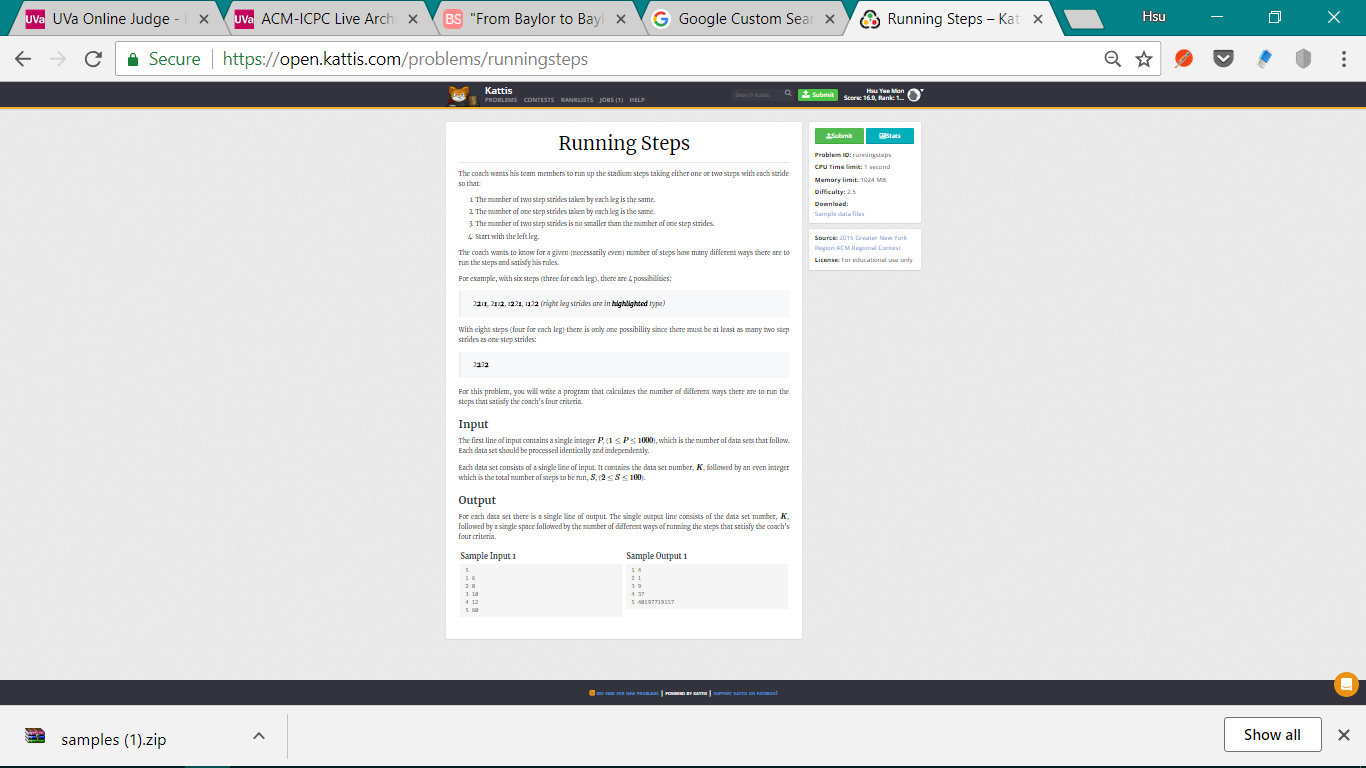 UVa Online Judge -
ACM-ICPC Live Arch
"From Baylor to Bayl
Google Custom Sear
Running Steps – Kat
Hsu
Secure
https://open.kattis.com/problems/runningsteps
Kattis
PROBLEMS CONTESTS RANKLISTS JOBS (1) HELP
Search Kattis
Submit
Hsu Yee Mon
Score: 16.9, Rank: 1...
Running Steps
The coach wants his team members to run up the stadium steps taking either one or two steps with each stride
so that:
1. The number of two step strides taken by each leg is the same.
2. The number of one step strides taken by each leg is the same.
3. The number of two step strides is no smaller than the number of one step strides.
4. Start with the left leg.
The coach wants to know for a given (necessarily even) number of steps how many different ways there are to
run the steps and satisfy his rules.
For example, with six steps (three for each leg), there are 4 possibilities:
2211, 2112, 1221, 1122 (right leg strides are in highlighted type)
With eight steps (four for each leg) there is only one possibility since there must be at least as many two step
strides as one step strides:
2222
For this problem, you will write a program that calculates the number of different ways there are to run the
steps that satisfy the coach's four criteria.
Input
The first line of input contains a single integer P, (1 ≤ P ≤ 1000), which is the number of data sets that follow.
Each data set should be processed identically and independently.
Each data set consists of a single line of input. It contains the data set number, K, followed by an even integer
which is the total number of steps to be run, S, (2 ≤ S ≤ 100).
Output
For each data set there is a single line of output. The single output line consists of the data set number, K,
followed by a single space followed by the number of different ways of running the steps that satisfy the coach's
four criteria.
Sample Input 1
5
1 6
2 8
3 10
4 12
5 60
Sample Output 1
1 4
2 1
3 9
4 37
5 40197719157
Submit
Stats
Problem ID: runningsteps
CPU Time limit: 1 second
Memory limit: 1024 MB
Difficulty: 2.5
Download:
Sample data files
Source: 2015 Greater New York
Region ACM Regional Contest
License: For educational use only
RSS FEED FOR NEW PROBLEMS | POWERED BY KATTIS | SUPPORT KATTIS ON PATREON!
samples (1).zip
Show all